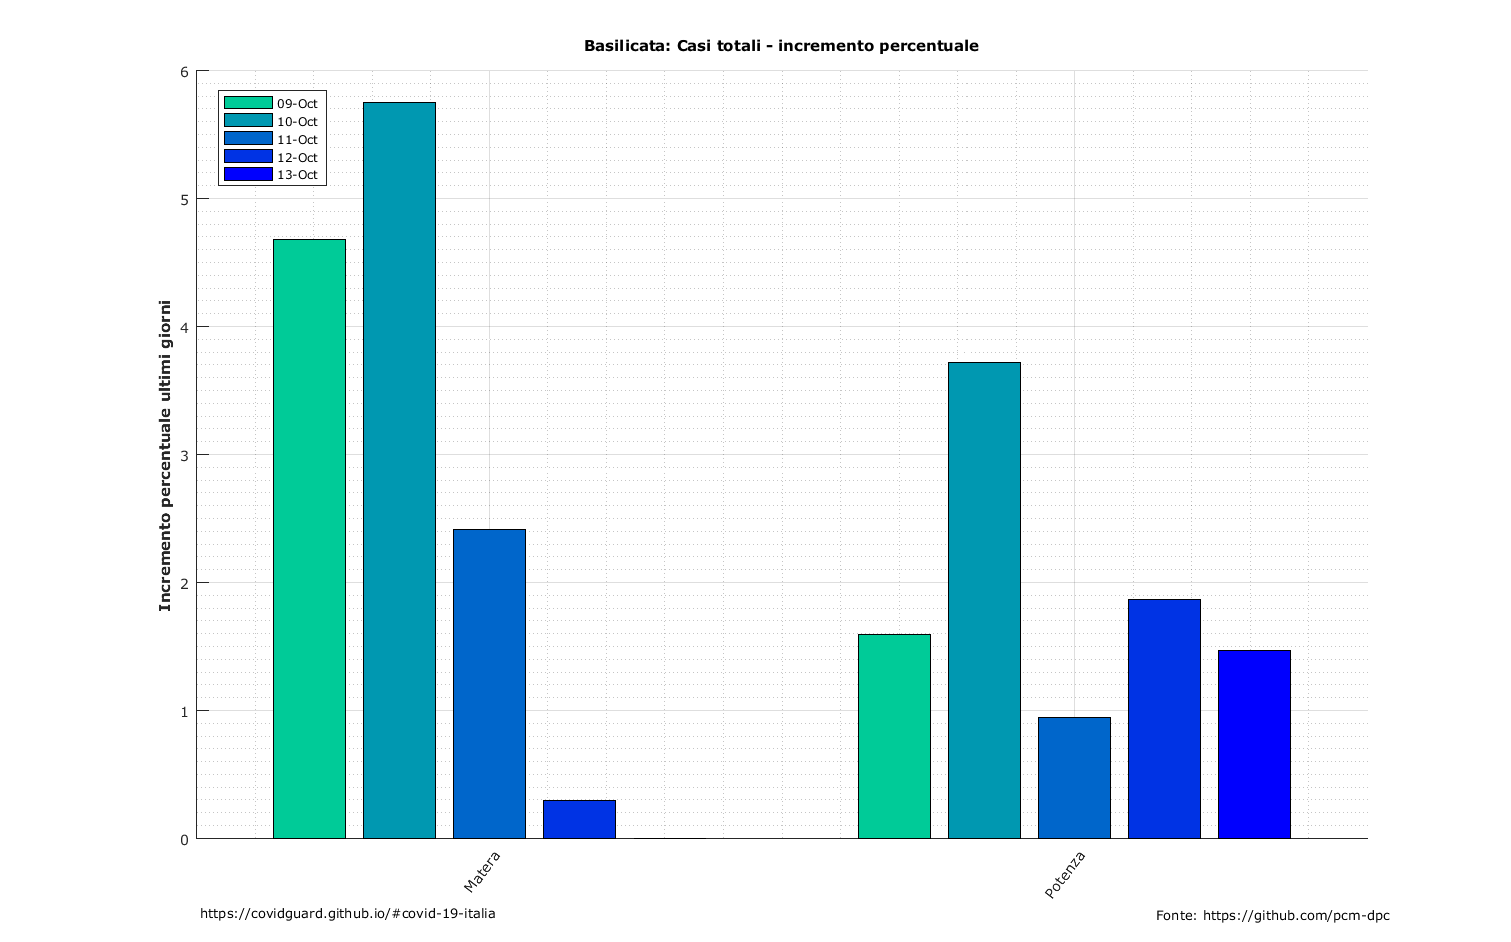 Basilicata: Casi totali - incremento percentuale
6
5
4
3
2
1
0
Incremento percentuale ultimi giorni
09-Oct
10-Oct
11-Oct
12-Oct
13-Oct
Matera
Potenza
https://covidguard.github.io/#covid-19-italia
Fonte: https://github.com/pcm-dpc